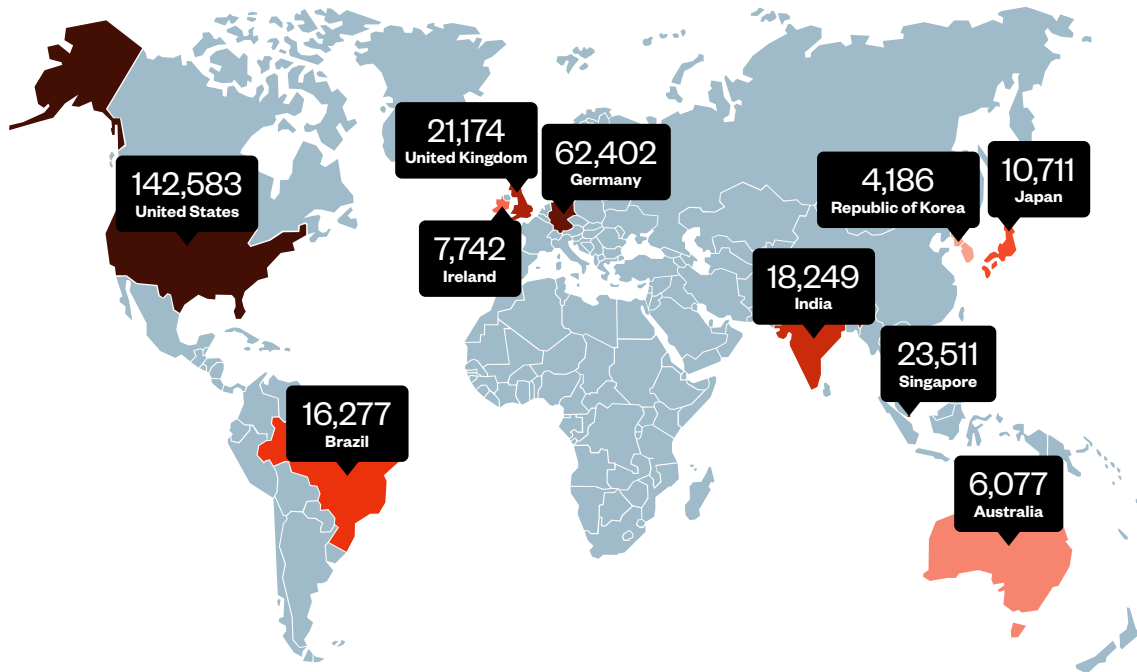 21,174
United Kingdom
62,402
Germany
142,583
United States
4,186
Republic of Korea
10,711
Japan
7,742
Ireland
18,249
India
23,511
Singapore
16,277
Brazil
6,077
Australia